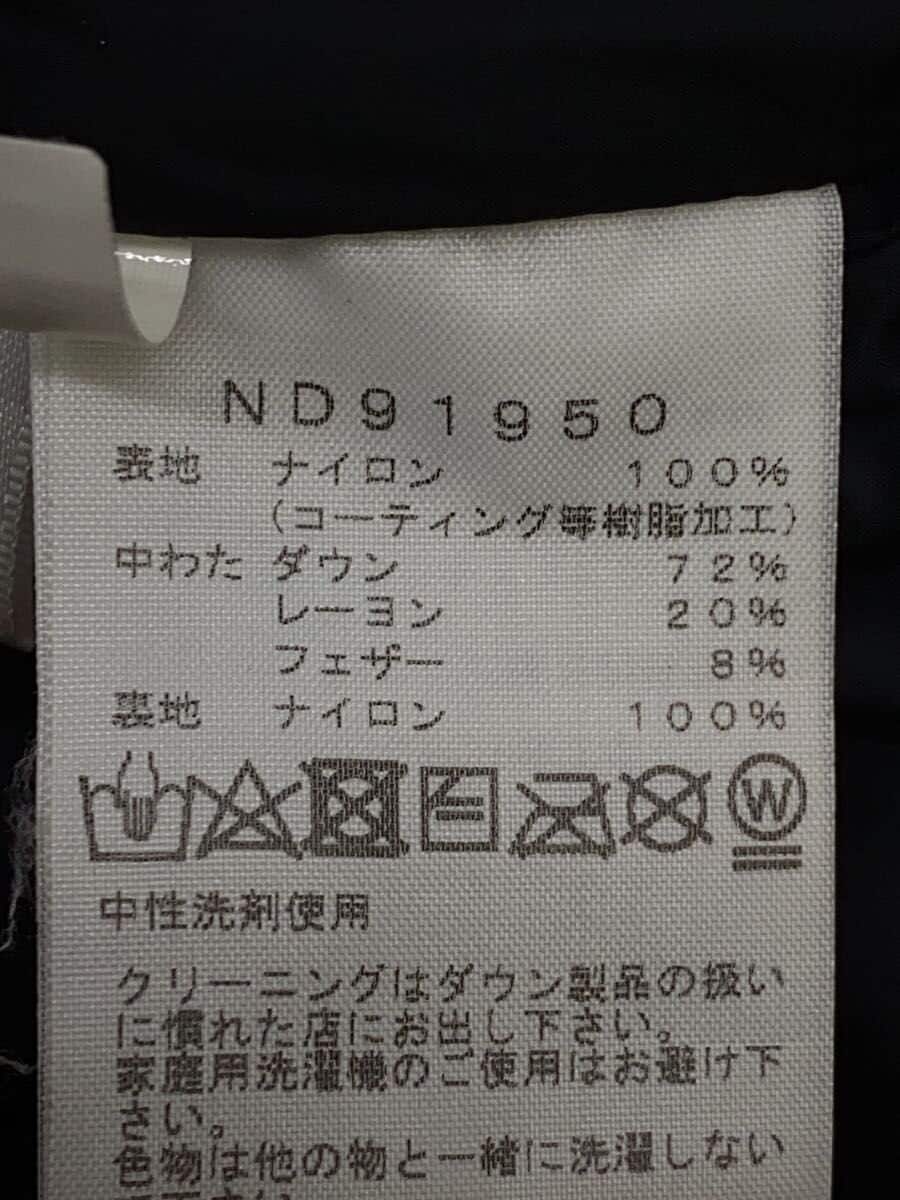 ND91950
表地 ナイロン 100%
(コーティング等樹脂加工)
中わた ダウン 72%
レーヨン 20%
フェザー 8%
裏地 ナイロン 100%
W
中性洗剤使用
クリーニングはダウン製品の扱い
に慣れた店にお出し下さい。
家庭用洗濯機のご使用はお避け下
さい。
色物は他の物と一緒に洗濯しない